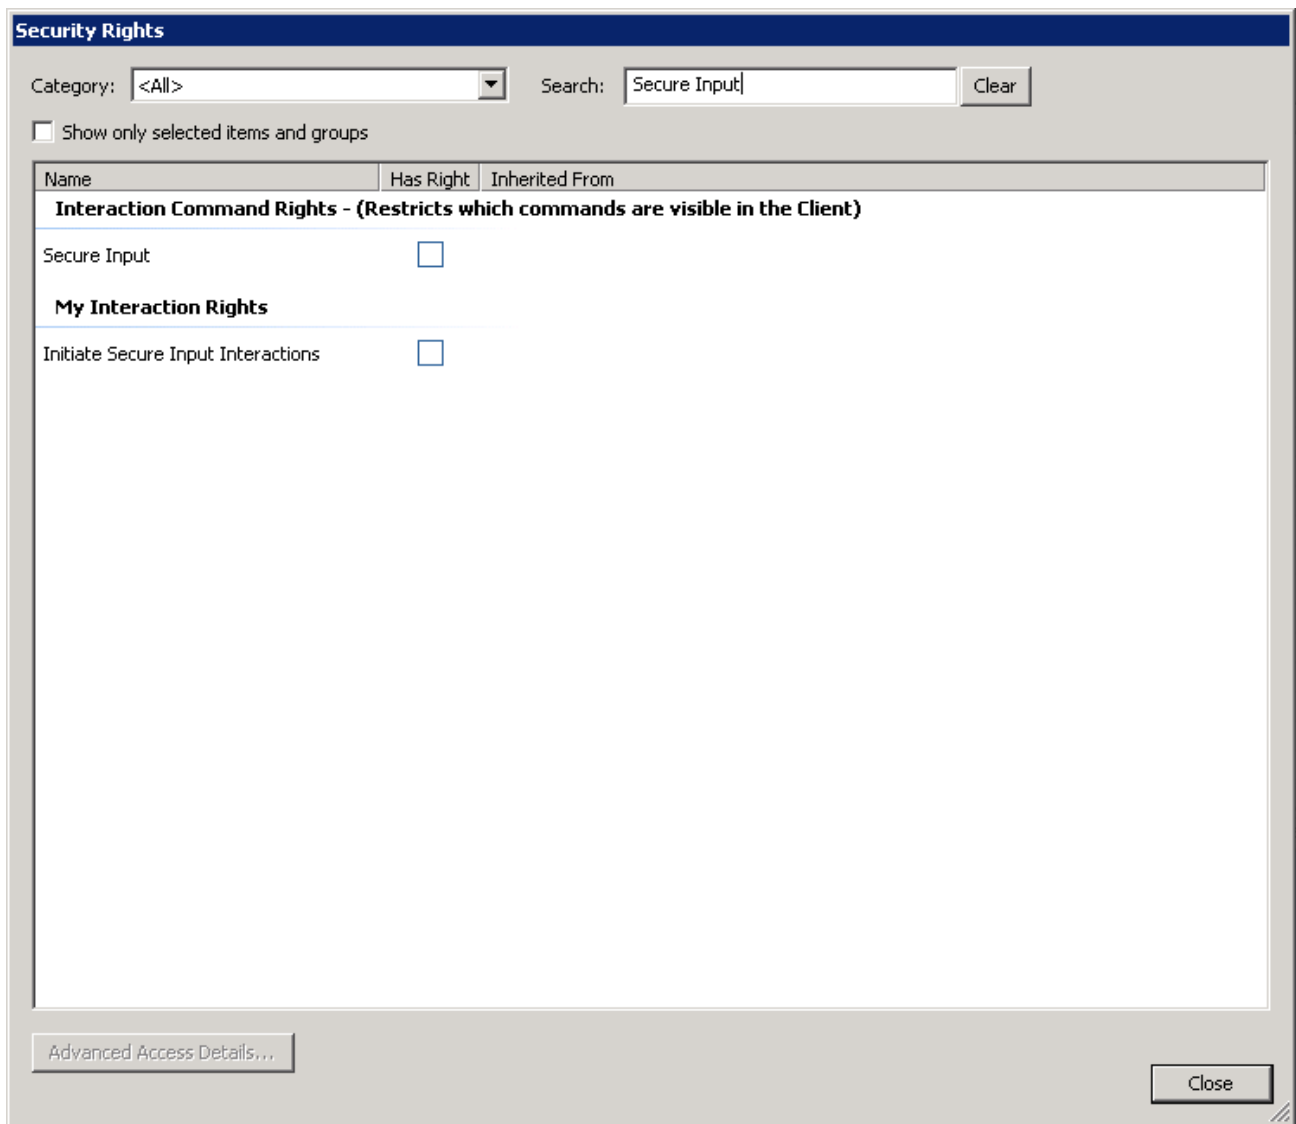 Security Rights
Category: <All> Search: Secure Input Clear
Show only selected items and groups
Name Has Right Inherited From
Interaction Command Rights - (Restricts which commands are visible in the Client)
Secure Input
My Interaction Rights
Initiate Secure Input Interactions
Advanced Access Details...
Close